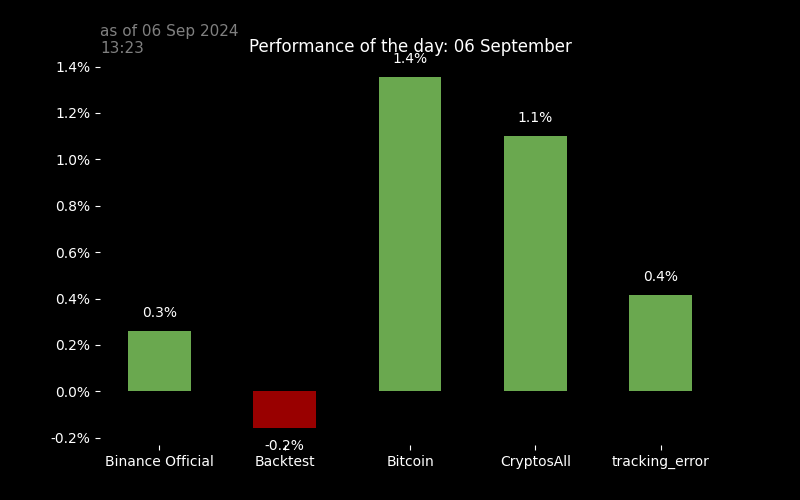 as of 06 Sep 2024
13:23
Performance of the day: 06 September
1.4%
1.4%
1.2%
1.1%
1.0%
0.8%
0.6%
0.4%
0.4%
0.3%
0.2%
0.0%
-0.2%
-0.2%
Binance Official
Backtest
Bitcoin
CryptosAll
tracking_error